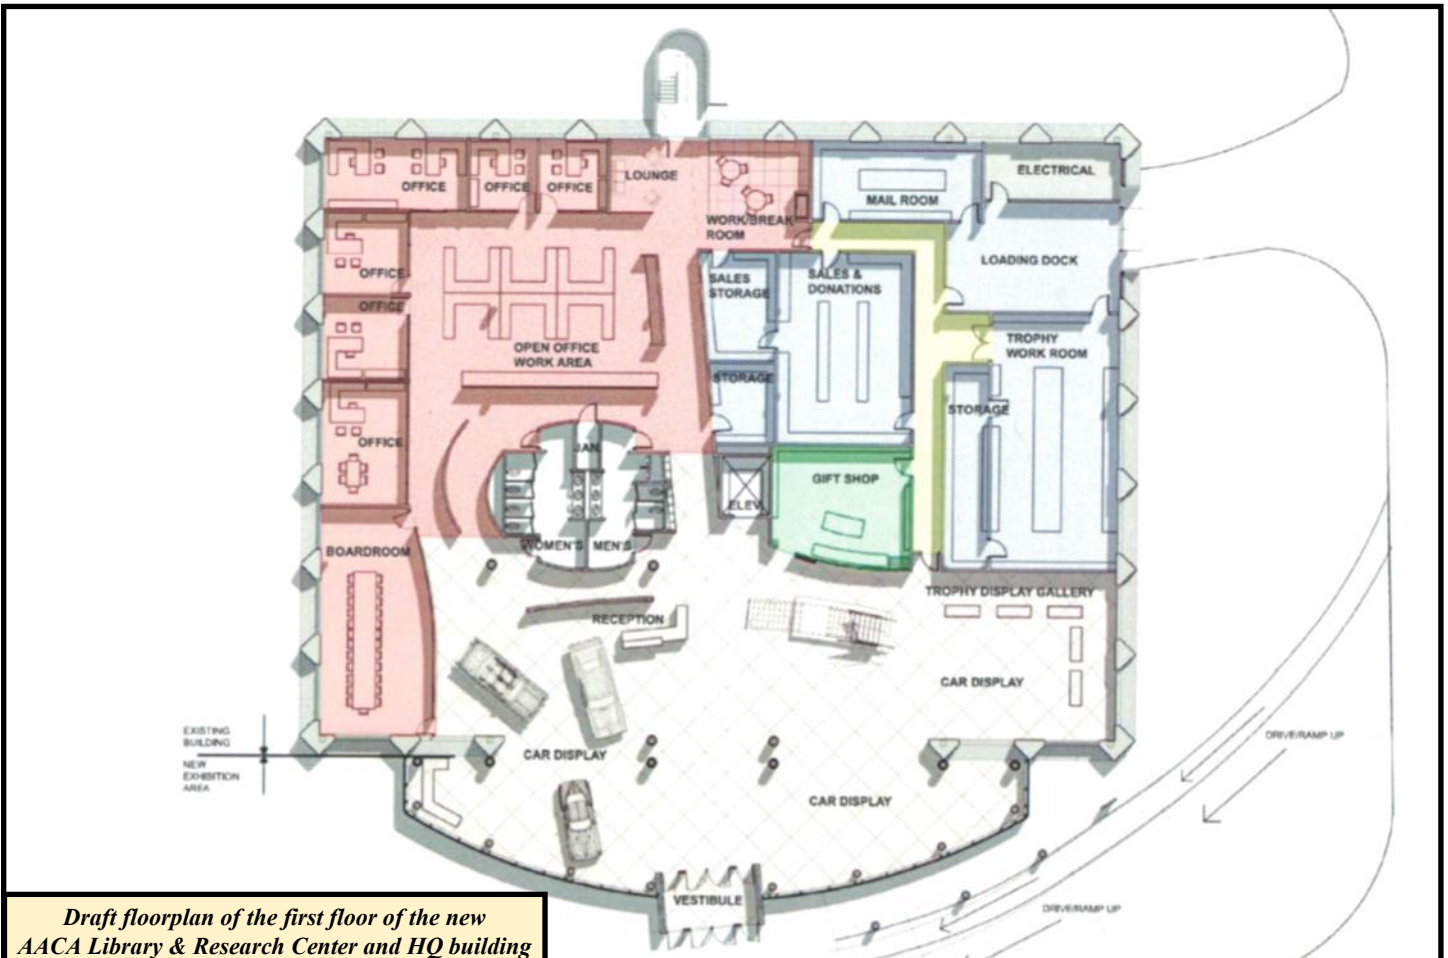 ELECTRICAL
LOUNGE
OFFICE
OFFICE
OFFICE
MAIL ROOM
WORK/BREAK
ROOM
LOADING DOCK
OFFICE
SALES
STORAGE
SALES &
DONATIONS
OFFICE
OPEN OFFICE
WORK AREA
TROPHY
WORK ROOM
STORAGE
STORAGE
OFFICE
JAN
GIFT SHOP
ELEV
WOMEN'S
MEN'S
BOARDROOM
TROPHY DISPLAY GALLERY
RECEPTION
CAR DISPLAY
EXISTING
BUILDING
DRIVE/RAMP UP
CAR DISPLAY
NEW
EXHIBITION
AREA
CAR DISPLAY
VESTIBULE
DRIVE/RAMP UP
Draft floorplan of the first floor of the new
AACA Library & Research Center and HQ building